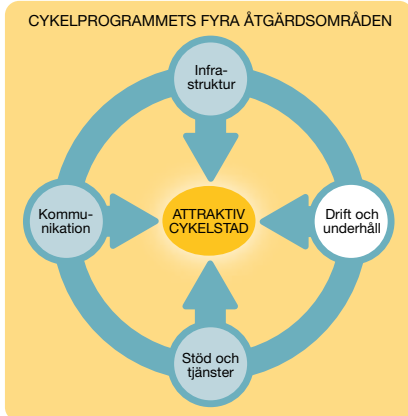 CYKELPROGRAMMETS FYRA ÅTGÄRDSOMRÅDEN
Infra-
struktur
Kommu-
nikation
ATTRAKTIV
CYKELSTAD
Drift och
underhåll
Stöd och
tjänster